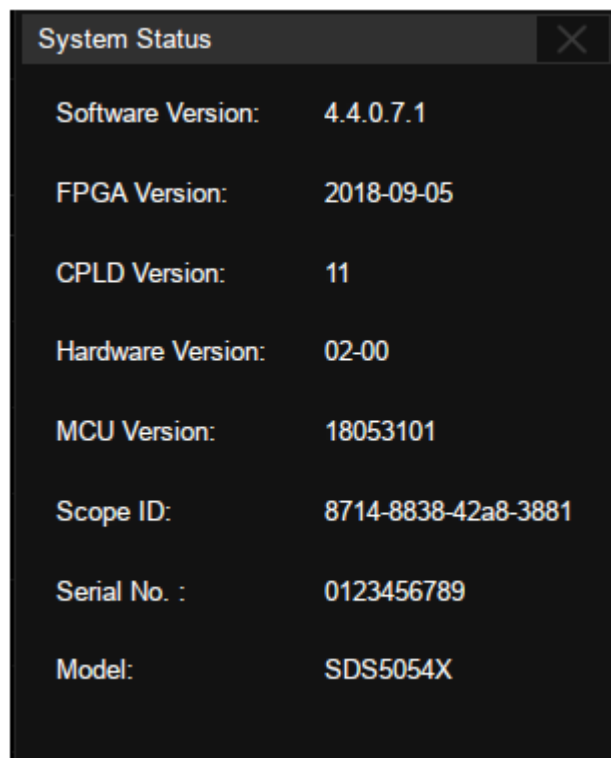 System Status
Software Version: 4.4.0.7.1
FPGA Version: 2018-09-05
CPLD Version: 11
Hardware Version: 02-00
MCU Version: 18053101
Scope ID: 8714-8838-42a8-3881
Serial No. : 0123456789
Model: SDS5054X